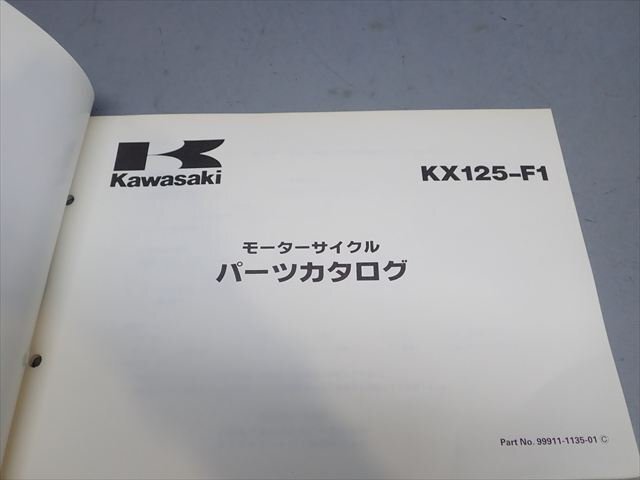 Kawasaki
KX125-F1
モーターサイクル
パーツカタログ
Part No. 99911-1135-01 Ⓒ